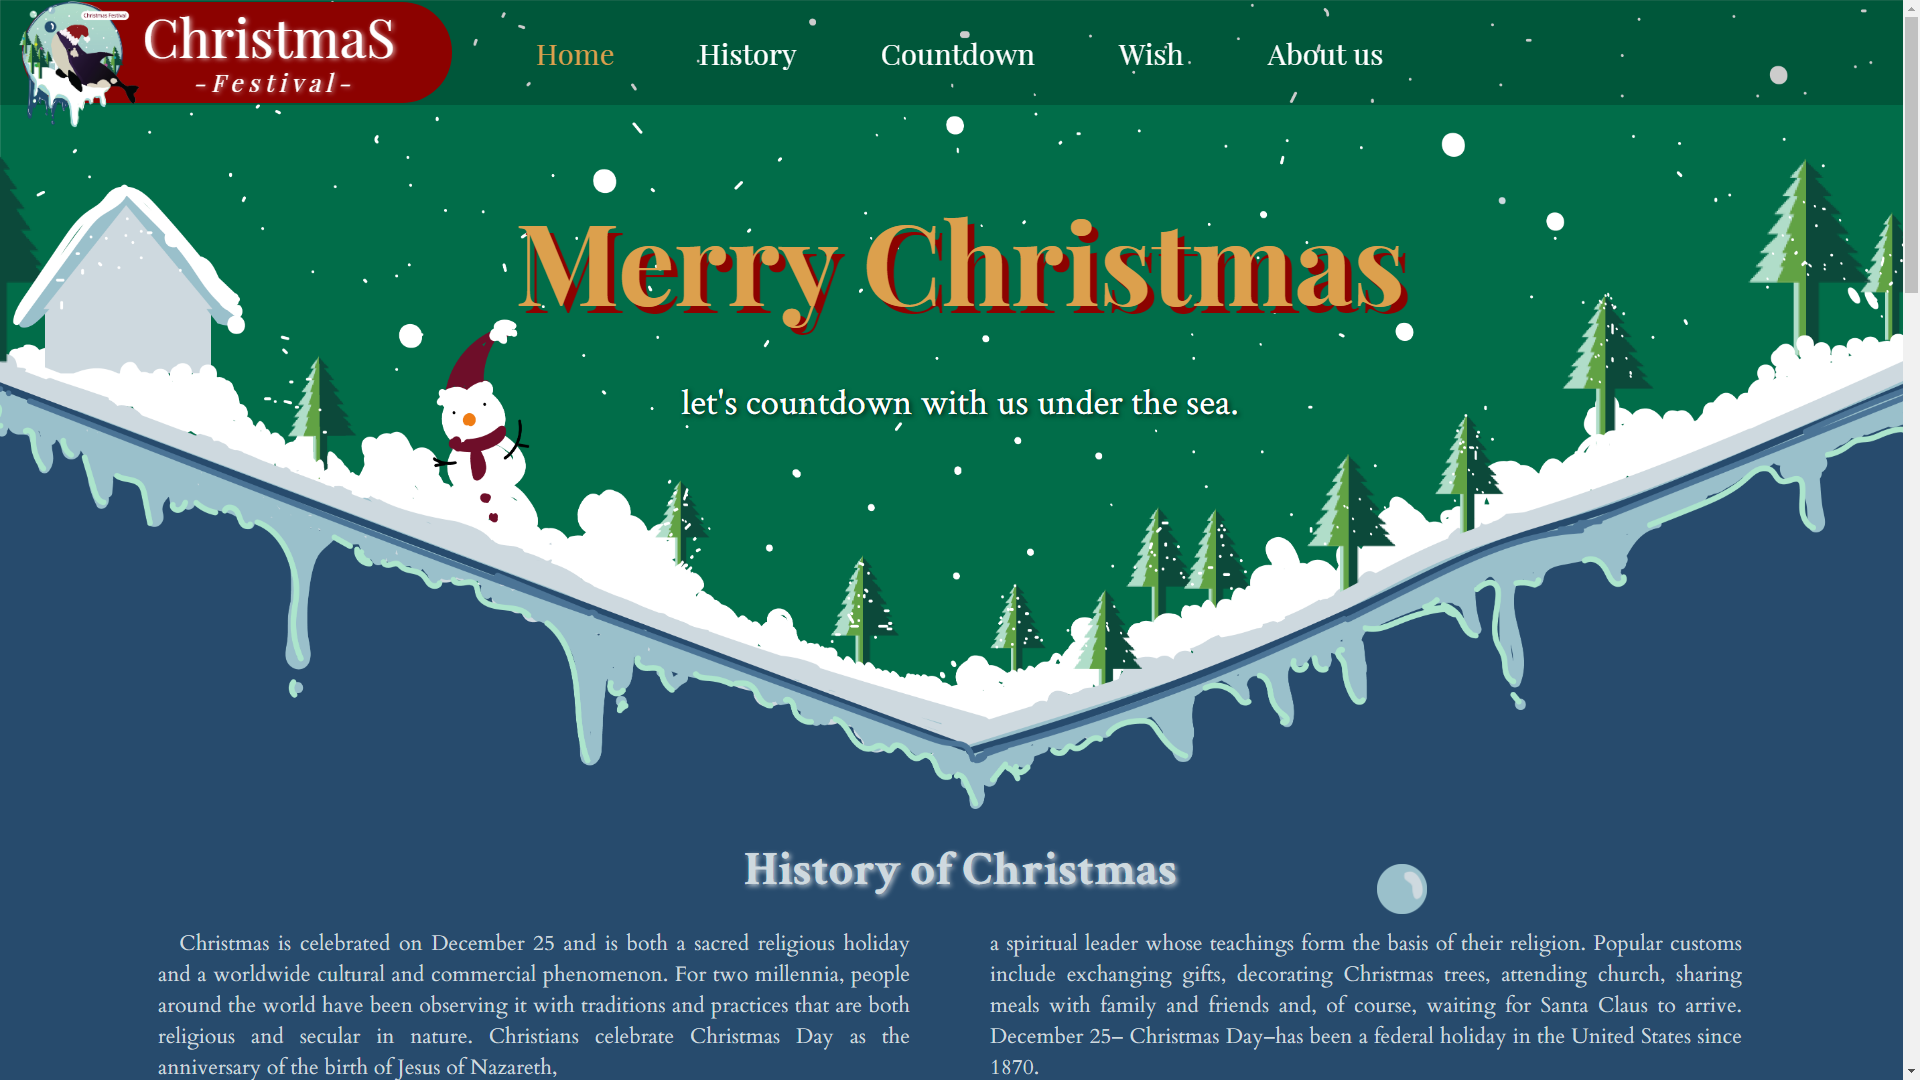 Christmas Festival
ChristmaS
-Festival-
Home
History
Countdown
Wish
About us
Merry Christmas
let's countdown with us under the sea.
History of Christmas
Christmas is celebrated on December 25 and is both a sacred religious holiday
and a worldwide cultural and commercial phenomenon. For two millennia, people
around the world have been observing it with traditions and practices that are both
religious and secular in nature. Christians celebrate Christmas Day as the
anniversary of the birth of Jesus of Nazareth,
a spiritual leader whose teachings form the basis of their religion. Popular customs
include exchanging gifts, decorating Christmas trees, attending church, sharing
meals with family and friends and, of course, waiting for Santa Claus to arrive.
December 25– Christmas Day–has been a federal holiday in the United States since
1870.